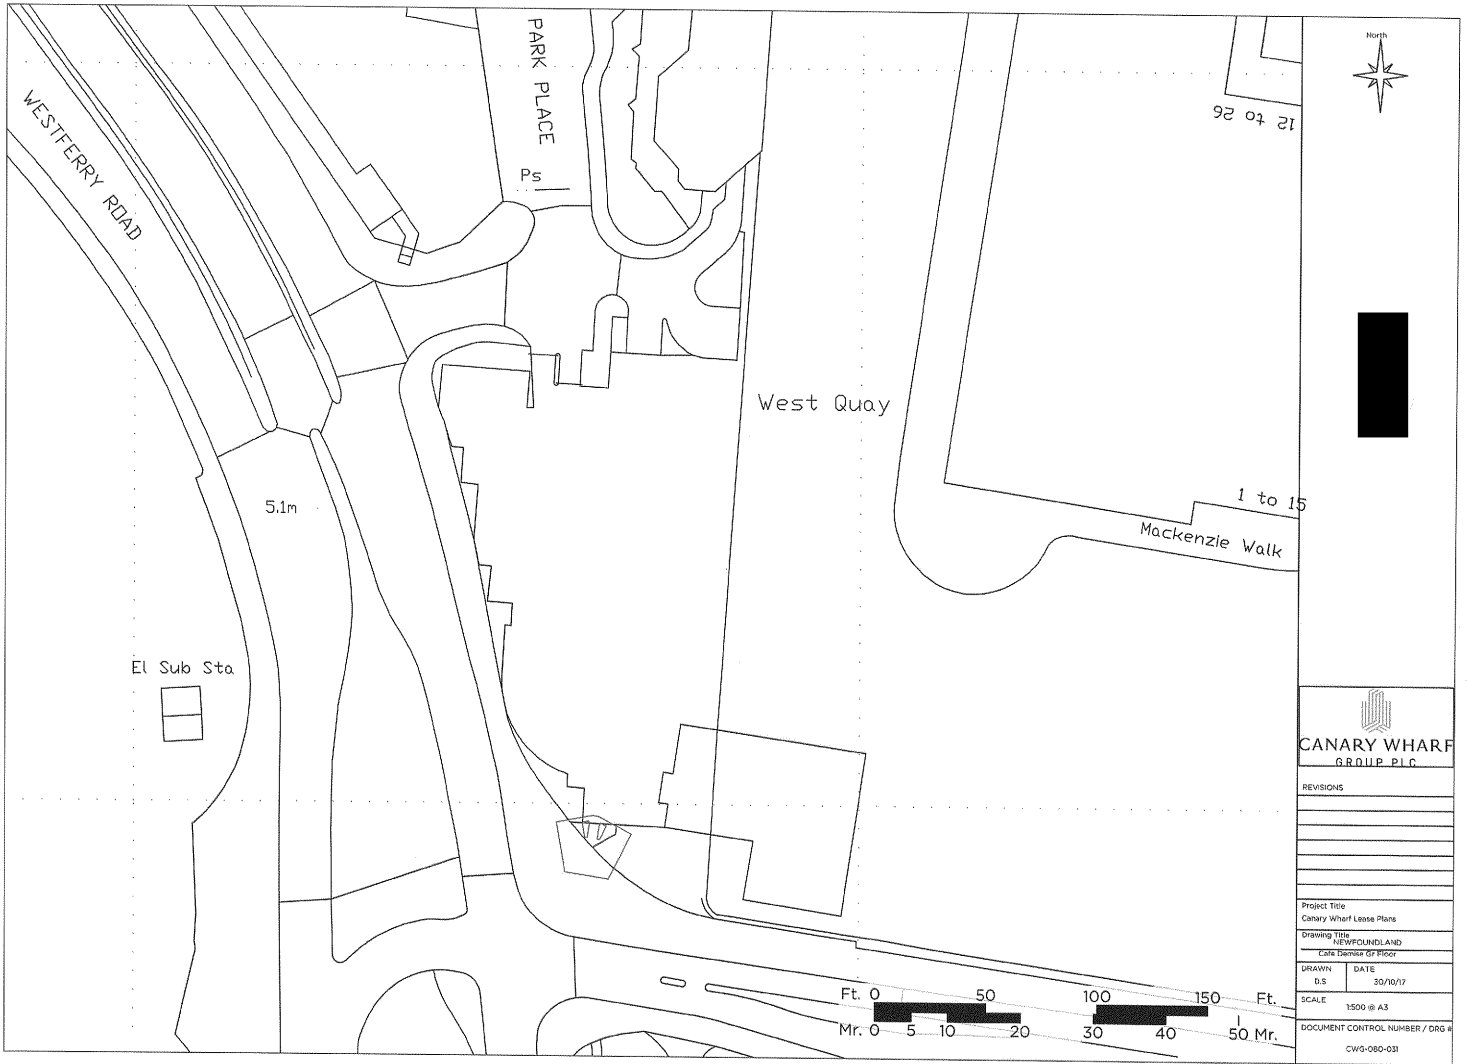 WESTFERRY ROAD
PARK PLACE
Ps
12 to 26
West Quay
5.1m
1 to 15
Mackenzie Walk
El Sub Sta
Ft. 0 50 100 150 Ft.
Mr. 0 5 10 20 30 40 50 Mr.
North
CANARY WHARF
GROUP PLC
REVISIONS
Project Title
Canary Wharf Lease Plans
Drawing Title
NEWFOUNDLAND
Cafe Demise Gr Floor
DRAWN DATE
D.S 30/10/17
SCALE
1:500 @ A3
DOCUMENT CONTROL NUMBER / DRG #
CWG-080-031